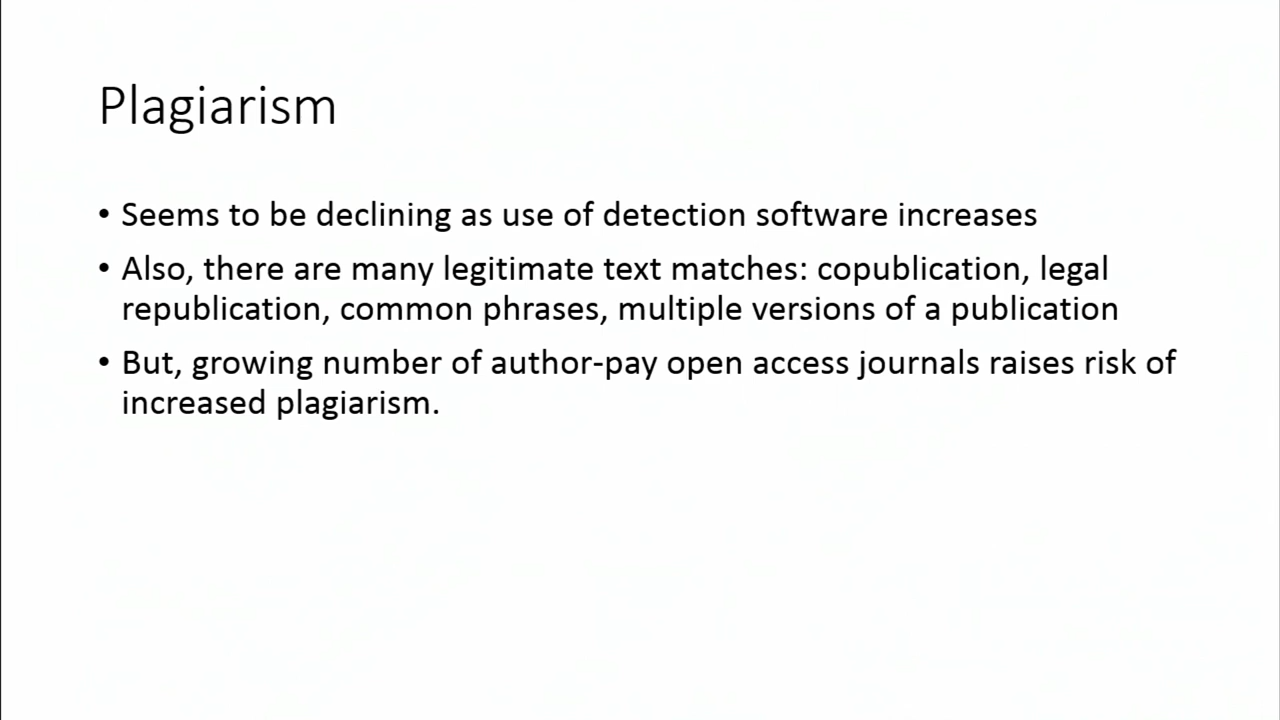 Plagiarism
• Seems to be declining as use of detection software increases
• Also, there are many legitimate text matches: copublication, legal
republication, common phrases, multiple versions of a publication
• But, growing number of author-pay open access journals raises risk of
increased plagiarism.